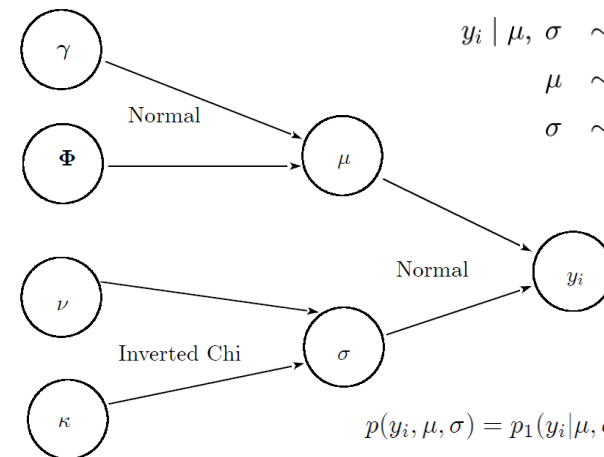 γ
y_i | μ, σ ∼
Normal
μ ∼
Φ
μ
σ ∼
Normal
y_i
ν
Inverted Chi
σ
κ
p(y_i, μ, σ) = p_1(y_i|μ, σ